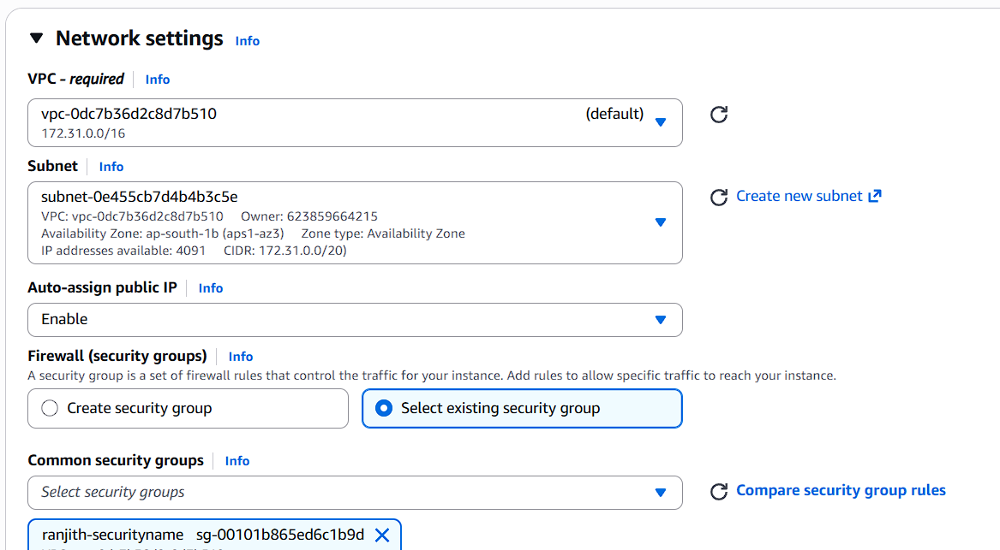 Network settings Info
VPC - required Info
vpc-0dc7b36d2c8d7b510 (default)
172.31.0.0/16
Subnet Info
subnet-0e455cb7d4b4b3c5e
VPC: vpc-0dc7b36d2c8d7b510 Owner: 623859664215
Availability Zone: ap-south-1b (aps1-az3) Zone type: Availability Zone
IP addresses available: 4091 CIDR: 172.31.0.0/20)
Create new subnet
Auto-assign public IP Info
Enable
Firewall (security groups) Info
A security group is a set of firewall rules that control the traffic for your instance. Add rules to allow specific traffic to reach your instance.
Create security group
Select existing security group
Common security groups Info
Select security groups
Compare security group rules
ranjith-securityname sg-00101b865ed6c1b9d